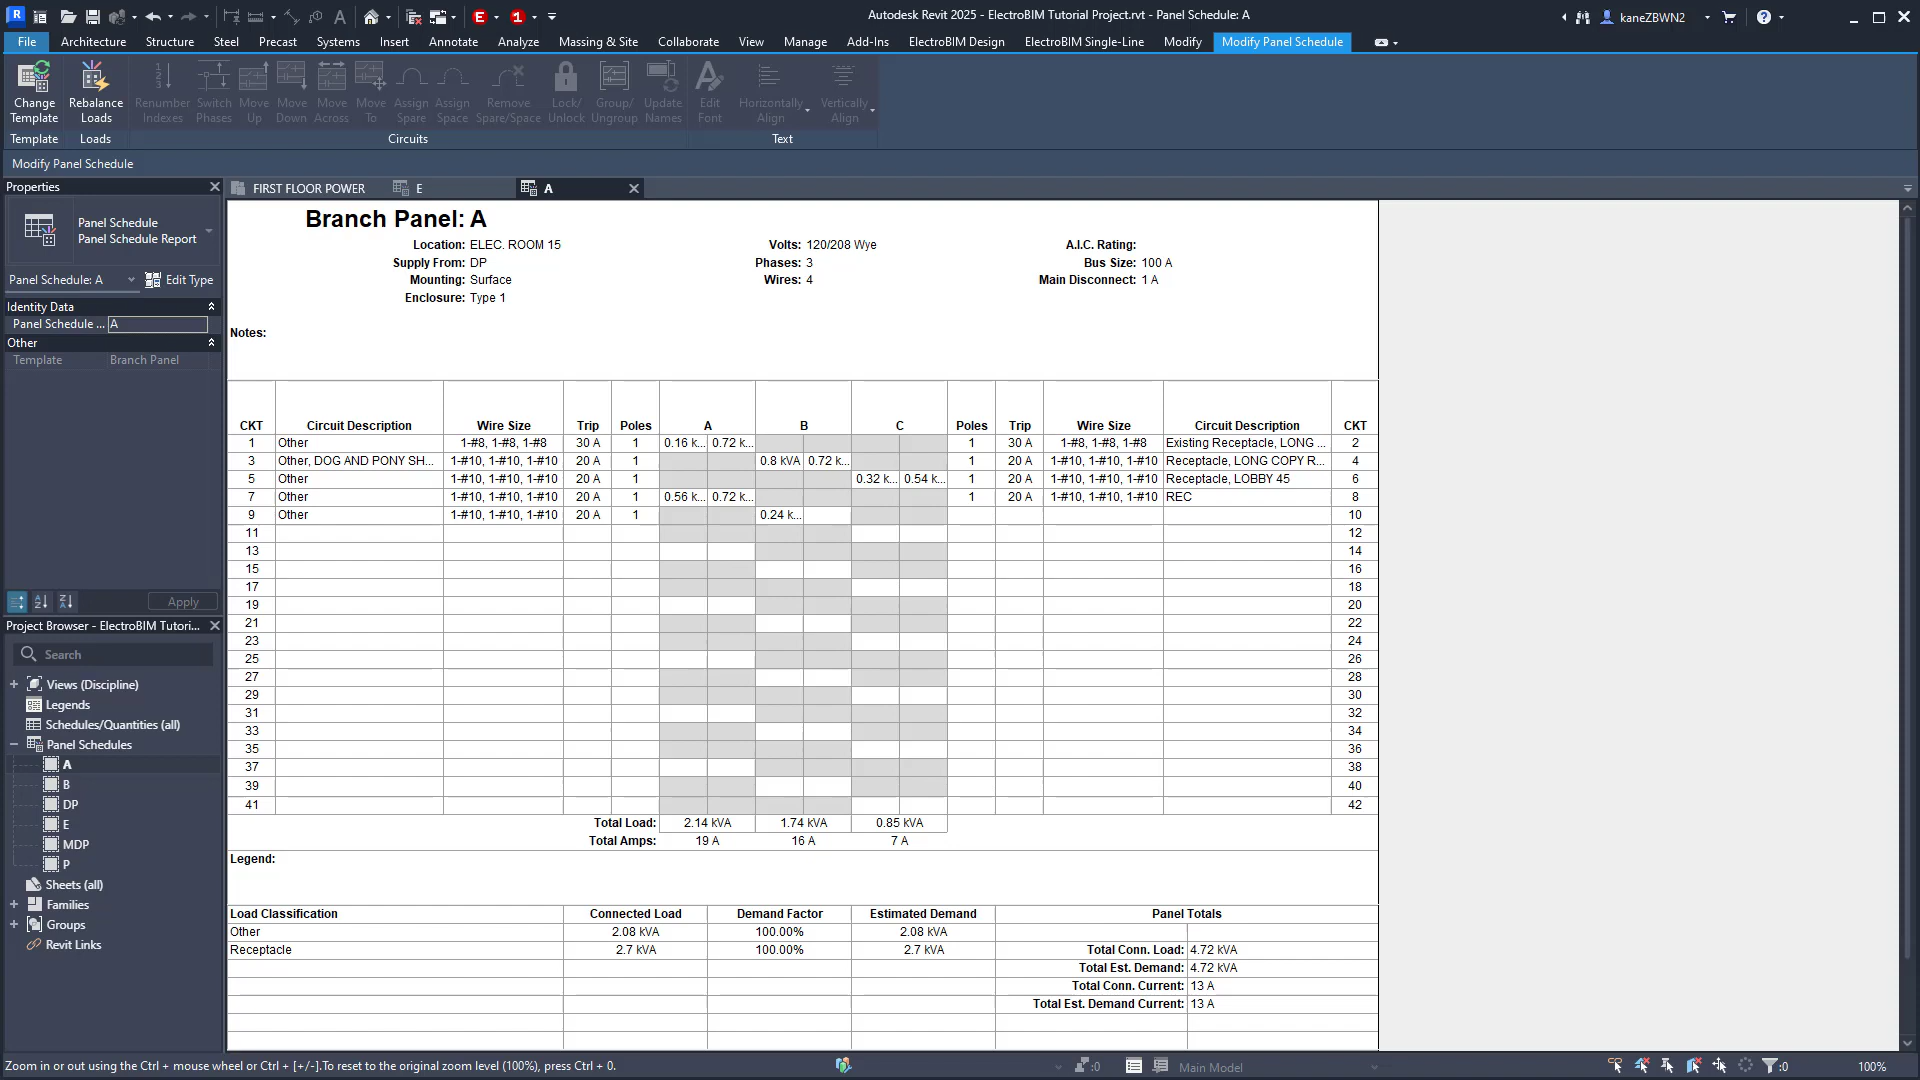 Autodesk Revit 2025 - ElectroBIM Tutorial Project.rvt - Panel Schedule: A
kaneZBWN2
File Architecture Structure Steel Precast Systems Insert Annotate Analyze Massing & Site Collaborate View Manage Add-Ins ElectroBIM Design ElectroBIM Single-Line Modify Modify Panel Schedule
Change Rebalance Renumber Switch Move Move Move Move Assign Assign Remove Lock/ Group/ Update Edit Horizontally Vertically
Template Loads Indexes Phases Up Down Across To Spare Space Spare/Space Unlock Ungroup Names Font Align Align
Template Loads Circuits Text
Modify Panel Schedule
Properties
FIRST FLOOR POWER E A
Panel Schedule
Panel Schedule Report
Panel Schedule: A Edit Type
Identity Data
Panel Schedule ... A
Other
Template Branch Panel
Apply
Project Browser - ElectroBIM Tutori...
Search
Views (Discipline)
Legends
Schedules/Quantities (all)
Panel Schedules
A
B
DP
E
MDP
P
Sheets (all)
Families
Groups
Revit Links
Branch Panel: A
Location: ELEC. ROOM 15 Volts: 120/208 Wye A.I.C. Rating:
Supply From: DP Phases: 3 Bus Size: 100 A
Mounting: Surface Wires: 4 Main Disconnect: 1 A
Enclosure: Type 1
Notes:
CKT Circuit Description Wire Size Trip Poles A B C Poles Trip Wire Size Circuit Description CKT
1 Other 1-#8, 1-#8, 1-#8 30 A 1 0.16 k... 0.72 k... 1 30 A 1-#8, 1-#8, 1-#8 Existing Receptacle, LONG ... 2
3 Other, DOG AND PONY SH... 1-#10, 1-#10, 1-#10 20 A 1 0.8 kVA 0.72 k... 1 20 A 1-#10, 1-#10, 1-#10 Receptacle, LONG COPY R... 4
5 Other 1-#10, 1-#10, 1-#10 20 A 1 0.32 k... 0.54 k... 1 20 A 1-#10, 1-#10, 1-#10 Receptacle, LOBBY 45 6
7 Other 1-#10, 1-#10, 1-#10 20 A 1 0.56 k... 0.72 k... 1 20 A 1-#10, 1-#10, 1-#10 REC 8
9 Other 1-#10, 1-#10, 1-#10 20 A 1 0.24 k... 10
11 12
13 14
15 16
17 18
19 20
21 22
23 24
25 26
27 28
29 30
31 32
33 34
35 36
37 38
39 40
41 42
Total Load: 2.14 kVA 1.74 kVA 0.85 kVA
Total Amps: 19 A 16 A 7 A
Legend:
Load Classification Connected Load Demand Factor Estimated Demand Panel Totals
Other 2.08 kVA 100.00% 2.08 kVA
Receptacle 2.7 kVA 100.00% 2.7 kVA Total Conn. Load: 4.72 kVA
Total Est. Demand: 4.72 kVA
Total Conn. Current: 13 A
Total Est. Demand Current: 13 A
Zoom in or out using the Ctrl + mouse wheel or Ctrl + [+/-].To reset to the original zoom level (100%), press Ctrl + 0. :0 Main Model :0 100%